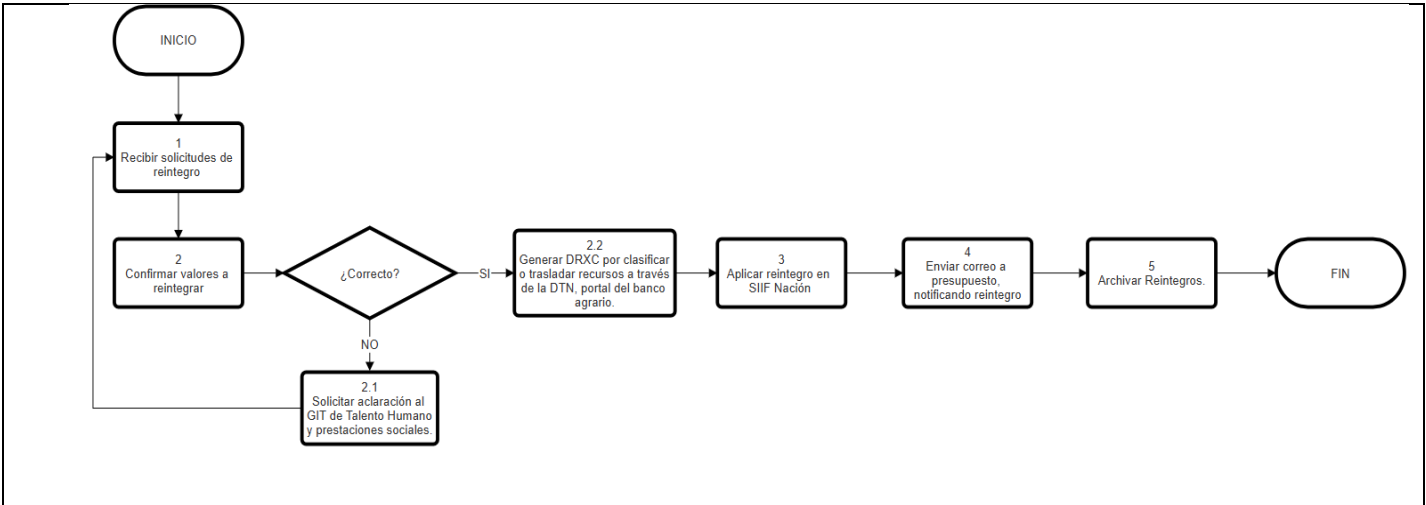 INICIO
1
Recibir solicitudes de
reintegro
2
Confirmar valores a
reintegrar
¿Correcto?
SI
NO
2.1
Solicitar aclaración al
GIT de Talento Humano
y prestaciones sociales.
2.2
Generar DRXC por clasificar
o trasladar recursos a través
de la DTN, portal del banco
agrario.
3
Aplicar reintegro en
SIIF Nación
4
Enviar correo a
presupuesto,
notificando reintegro
5
Archivar Reintegros.
FIN